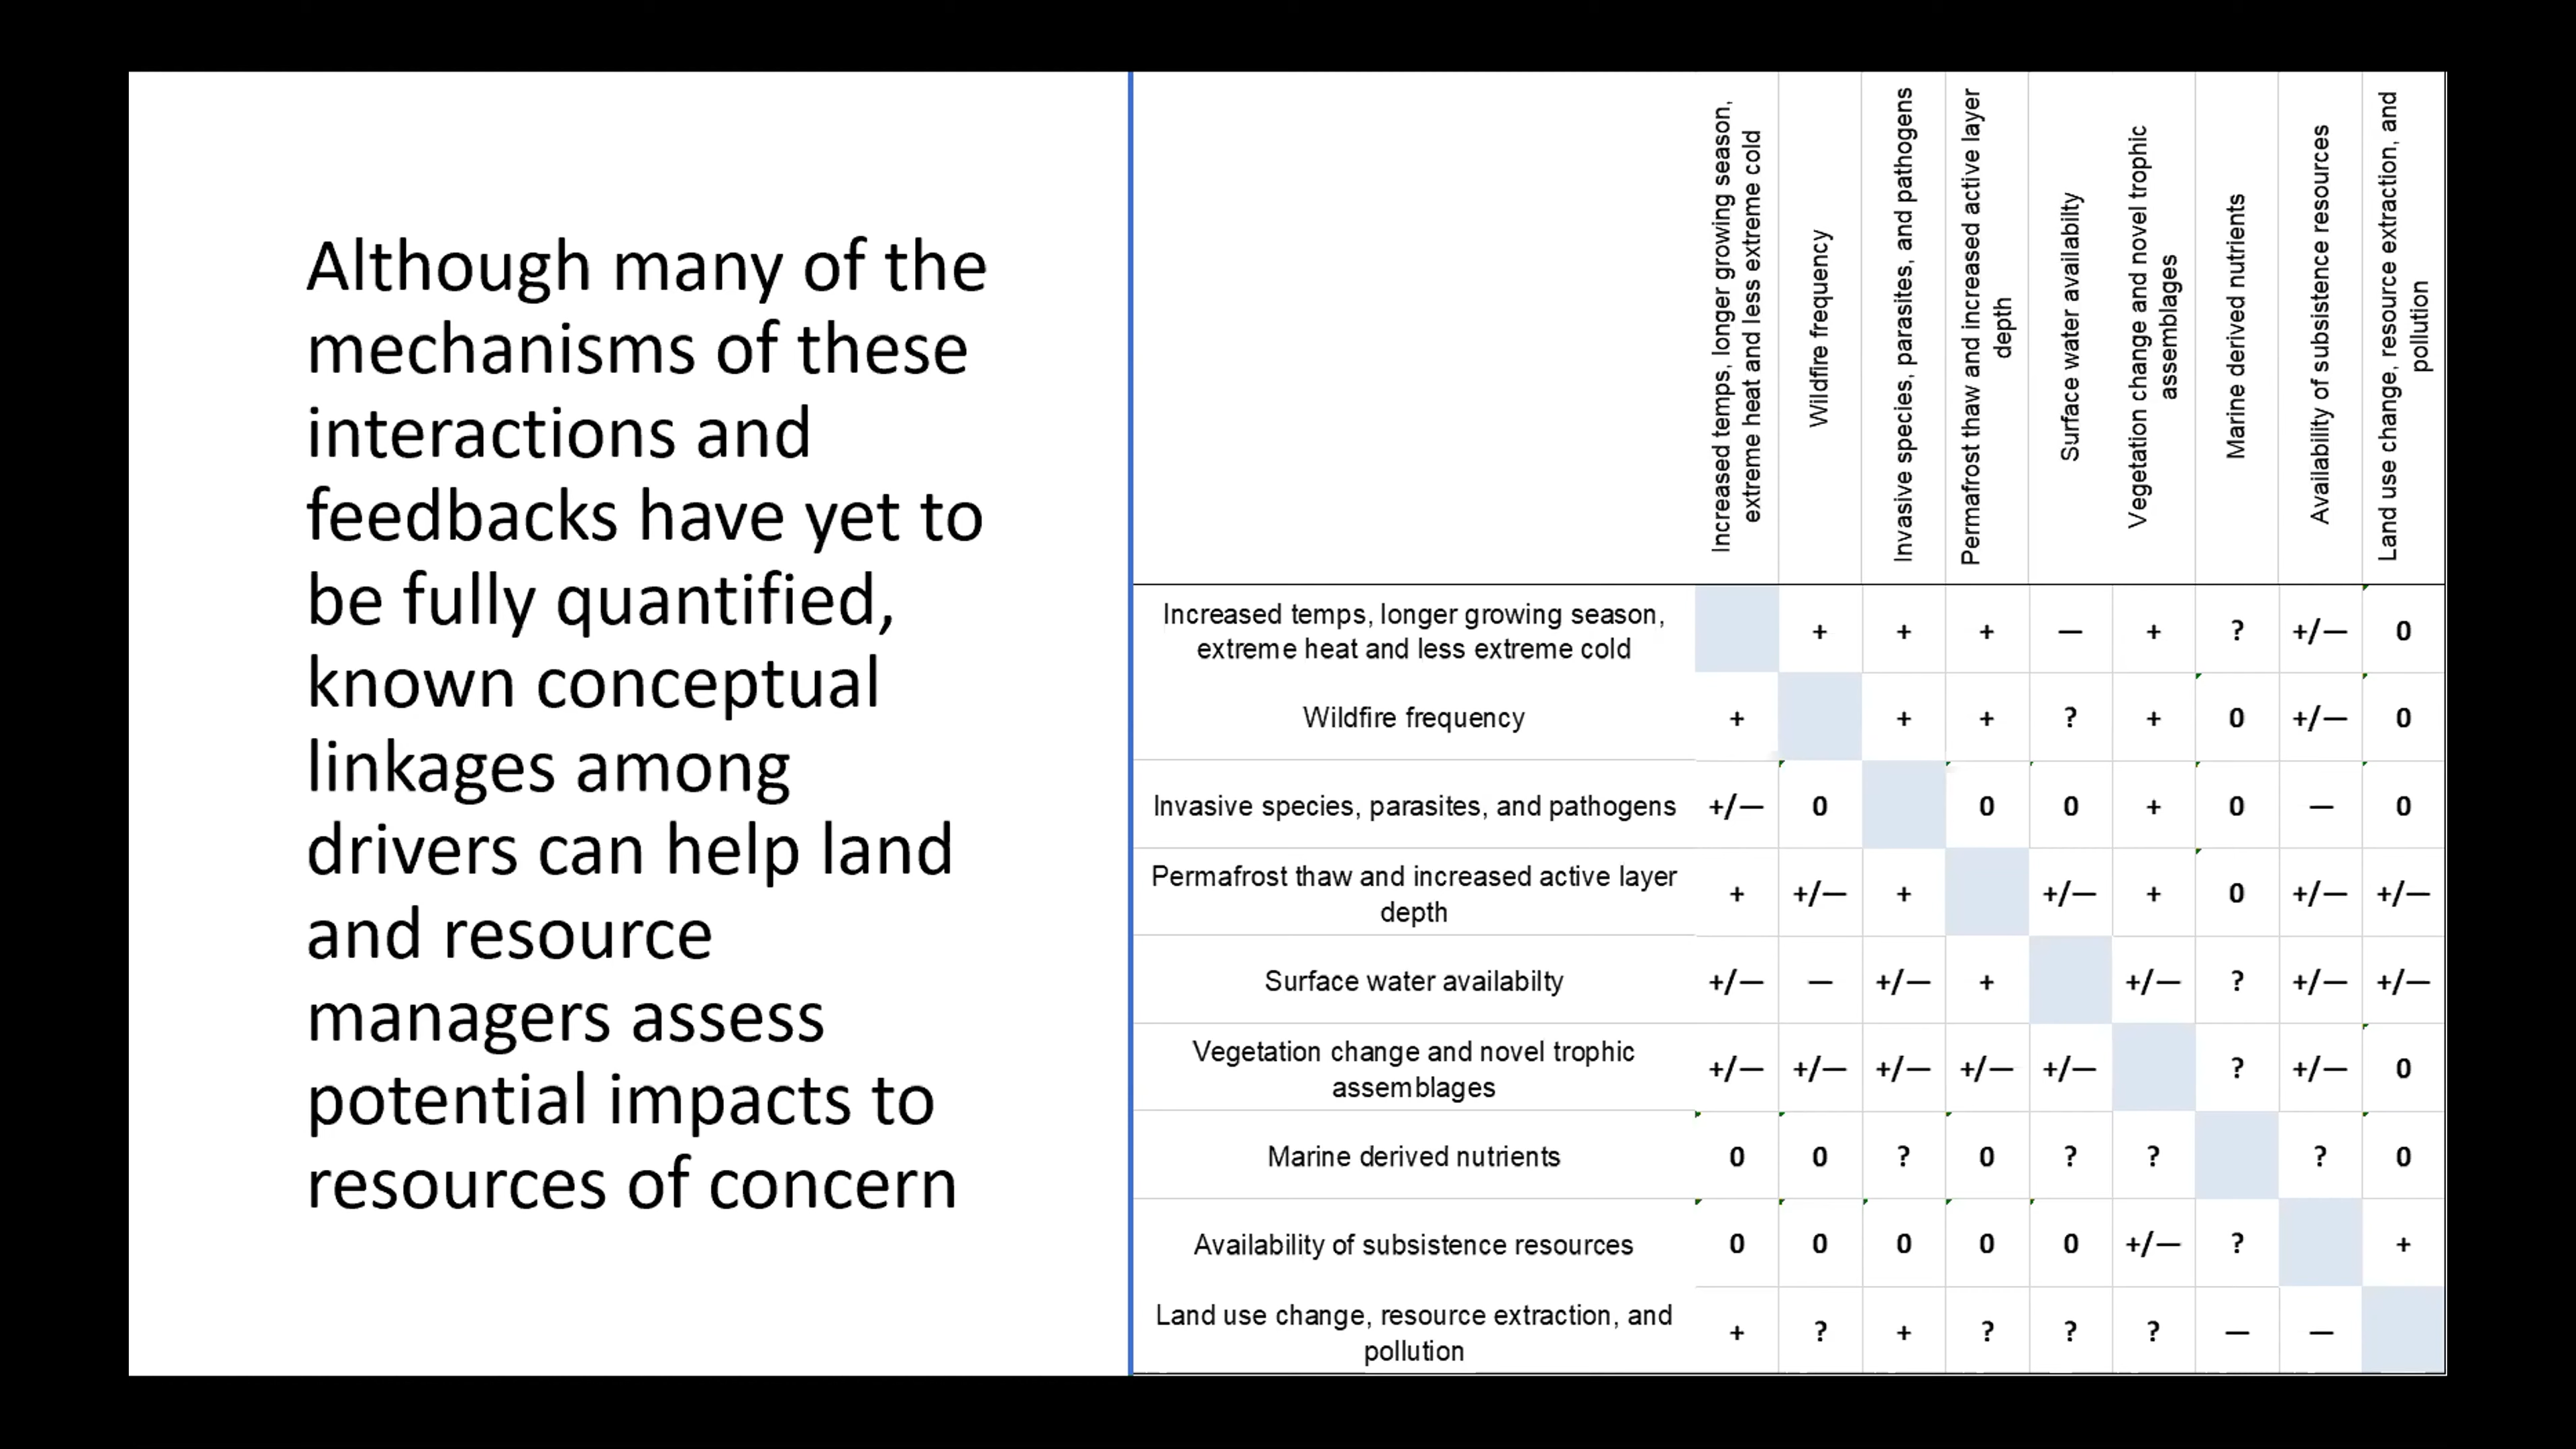 Although many of the
mechanisms of these
interactions and
feedbacks have yet to
be fully quantified,
known conceptual
linkages among
drivers can help land
and resource
managers assess
potential impacts to
resources of concern
Increased temps, longer growing season,
extreme heat and less extreme cold
Wildfire frequency
Invasive species, parasites, and pathogens
Permafrost thaw and increased active layer
depth
Surface water availabilty
Vegetation change and novel trophic
assemblages
Marine derived nutrients
Availability of subsistence resources
Land use change, resource extraction, and
pollution
Increased temps, longer growing season,
extreme heat and less extreme cold
+ + + — + ? +/— 0
Wildfire frequency + + + ? + 0 +/— 0
Invasive species, parasites, and pathogens +/— 0 0 0 + 0 — 0
Permafrost thaw and increased active layer
depth
+ +/— + +/— + 0 +/— +/—
Surface water availabilty +/— — +/— + +/— ? +/— +/—
Vegetation change and novel trophic
assemblages
+/— +/— +/— +/— +/— ? +/— 0
Marine derived nutrients 0 0 ? 0 ? ? ? 0
Availability of subsistence resources 0 0 0 0 0 +/— ? +
Land use change, resource extraction, and
pollution
+ ? + ? ? ? — —